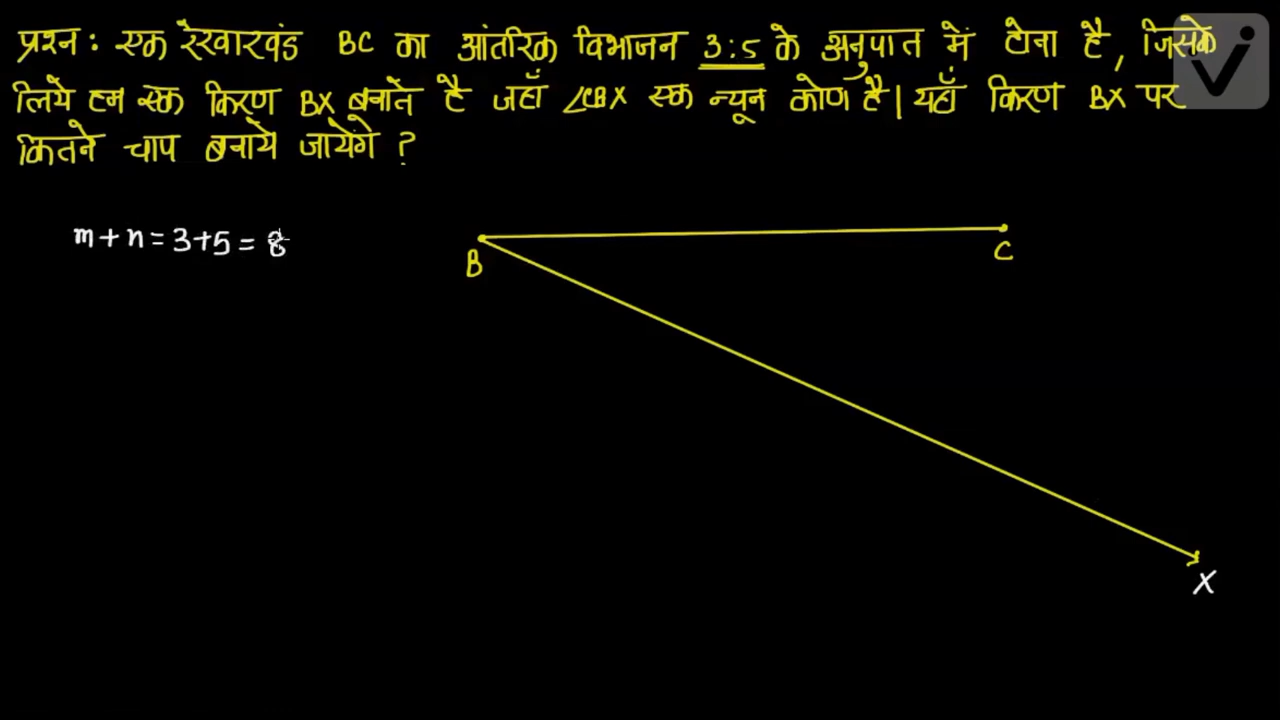 प्रश्न : एक रेखाखंड BC का आंतरिक विभाजन 3:5 के अनुपात में होना है, जिसके
लिये हम एक किरण BX बनाते है जहाँ ∠CBX एक न्यून कोण है। यहाँ किरण BX पर
कितने चाप बनाये जायेंगे ?
m + n = 3 + 5 = 8
B
C
X